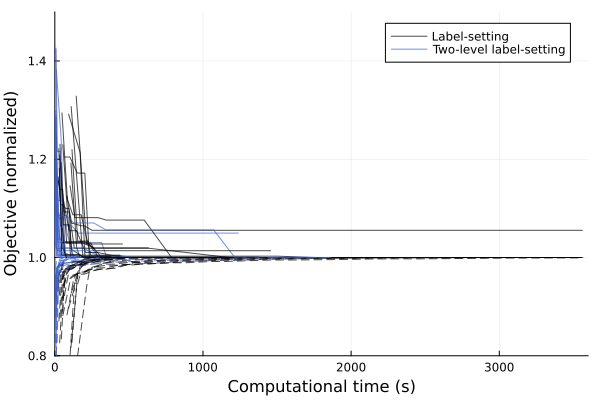 Label-setting
Two-level label-setting
Objective (normalized)
1.4
1.2
1.0
0.8
0
1000
2000
3000
Computational time (s)